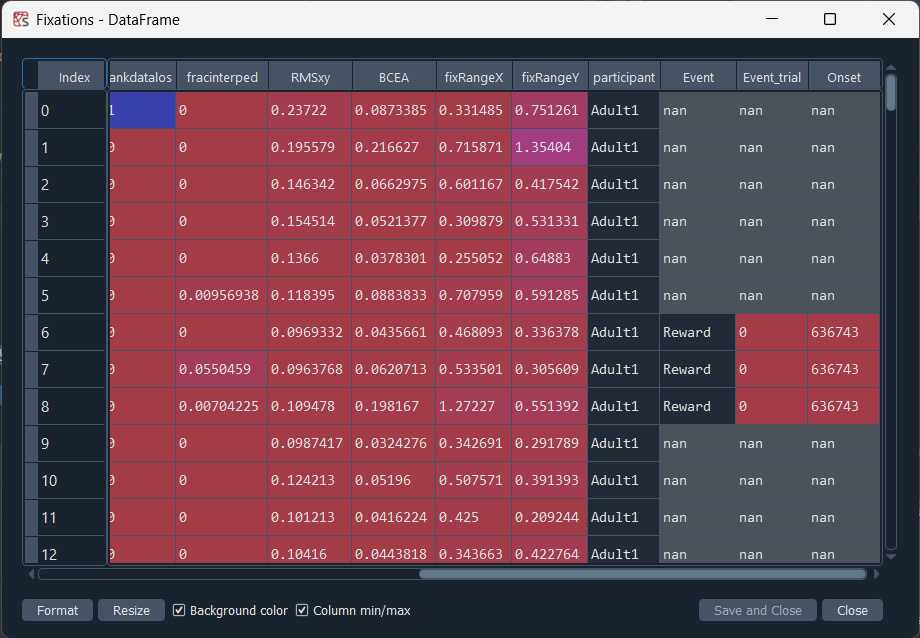 Fixations - DataFrame
Index ankdatalos fracinterped RMSxy BCEA fixRangeX fixRangeY participant Event Event_trial Onset
0 1 0 0.23722 0.0873385 0.331485 0.751261 Adult1 nan nan nan
1 0 0 0.195579 0.216627 0.715871 1.35404 Adult1 nan nan nan
2 0 0 0.146342 0.0662975 0.601167 0.417542 Adult1 nan nan nan
3 0 0 0.154514 0.0521377 0.309879 0.531331 Adult1 nan nan nan
4 0 0 0.1366 0.0378301 0.255052 0.64883 Adult1 nan nan nan
5 0 0.00956938 0.118395 0.0883833 0.707959 0.591285 Adult1 nan nan nan
6 0 0 0.0969332 0.0435661 0.468093 0.336378 Adult1 Reward 0 636743
7 0 0.0550459 0.0963768 0.0620713 0.533501 0.305609 Adult1 Reward 0 636743
8 0 0.00704225 0.109478 0.198167 1.27227 0.551392 Adult1 Reward 0 636743
9 0 0 0.0987417 0.0324276 0.342691 0.291789 Adult1 nan nan nan
10 0 0 0.124213 0.05196 0.507571 0.391393 Adult1 nan nan nan
11 0 0 0.101213 0.0416224 0.425 0.209244 Adult1 nan nan nan
12 0 0 0.10416 0.0443818 0.343663 0.422764 Adult1 nan nan nan
Format Resize Background color Column min/max Save and Close Close